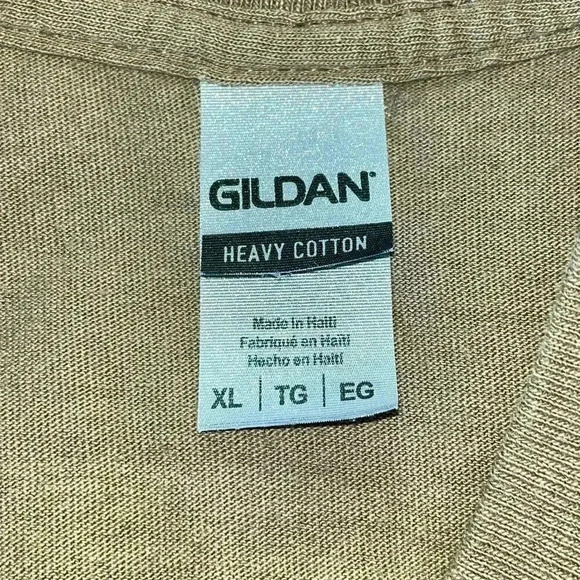 GILDAN
HEAVY COTTON
Made in Haiti
Fabriqué en Haïti
Hecho en Haití
XL | TG | EG